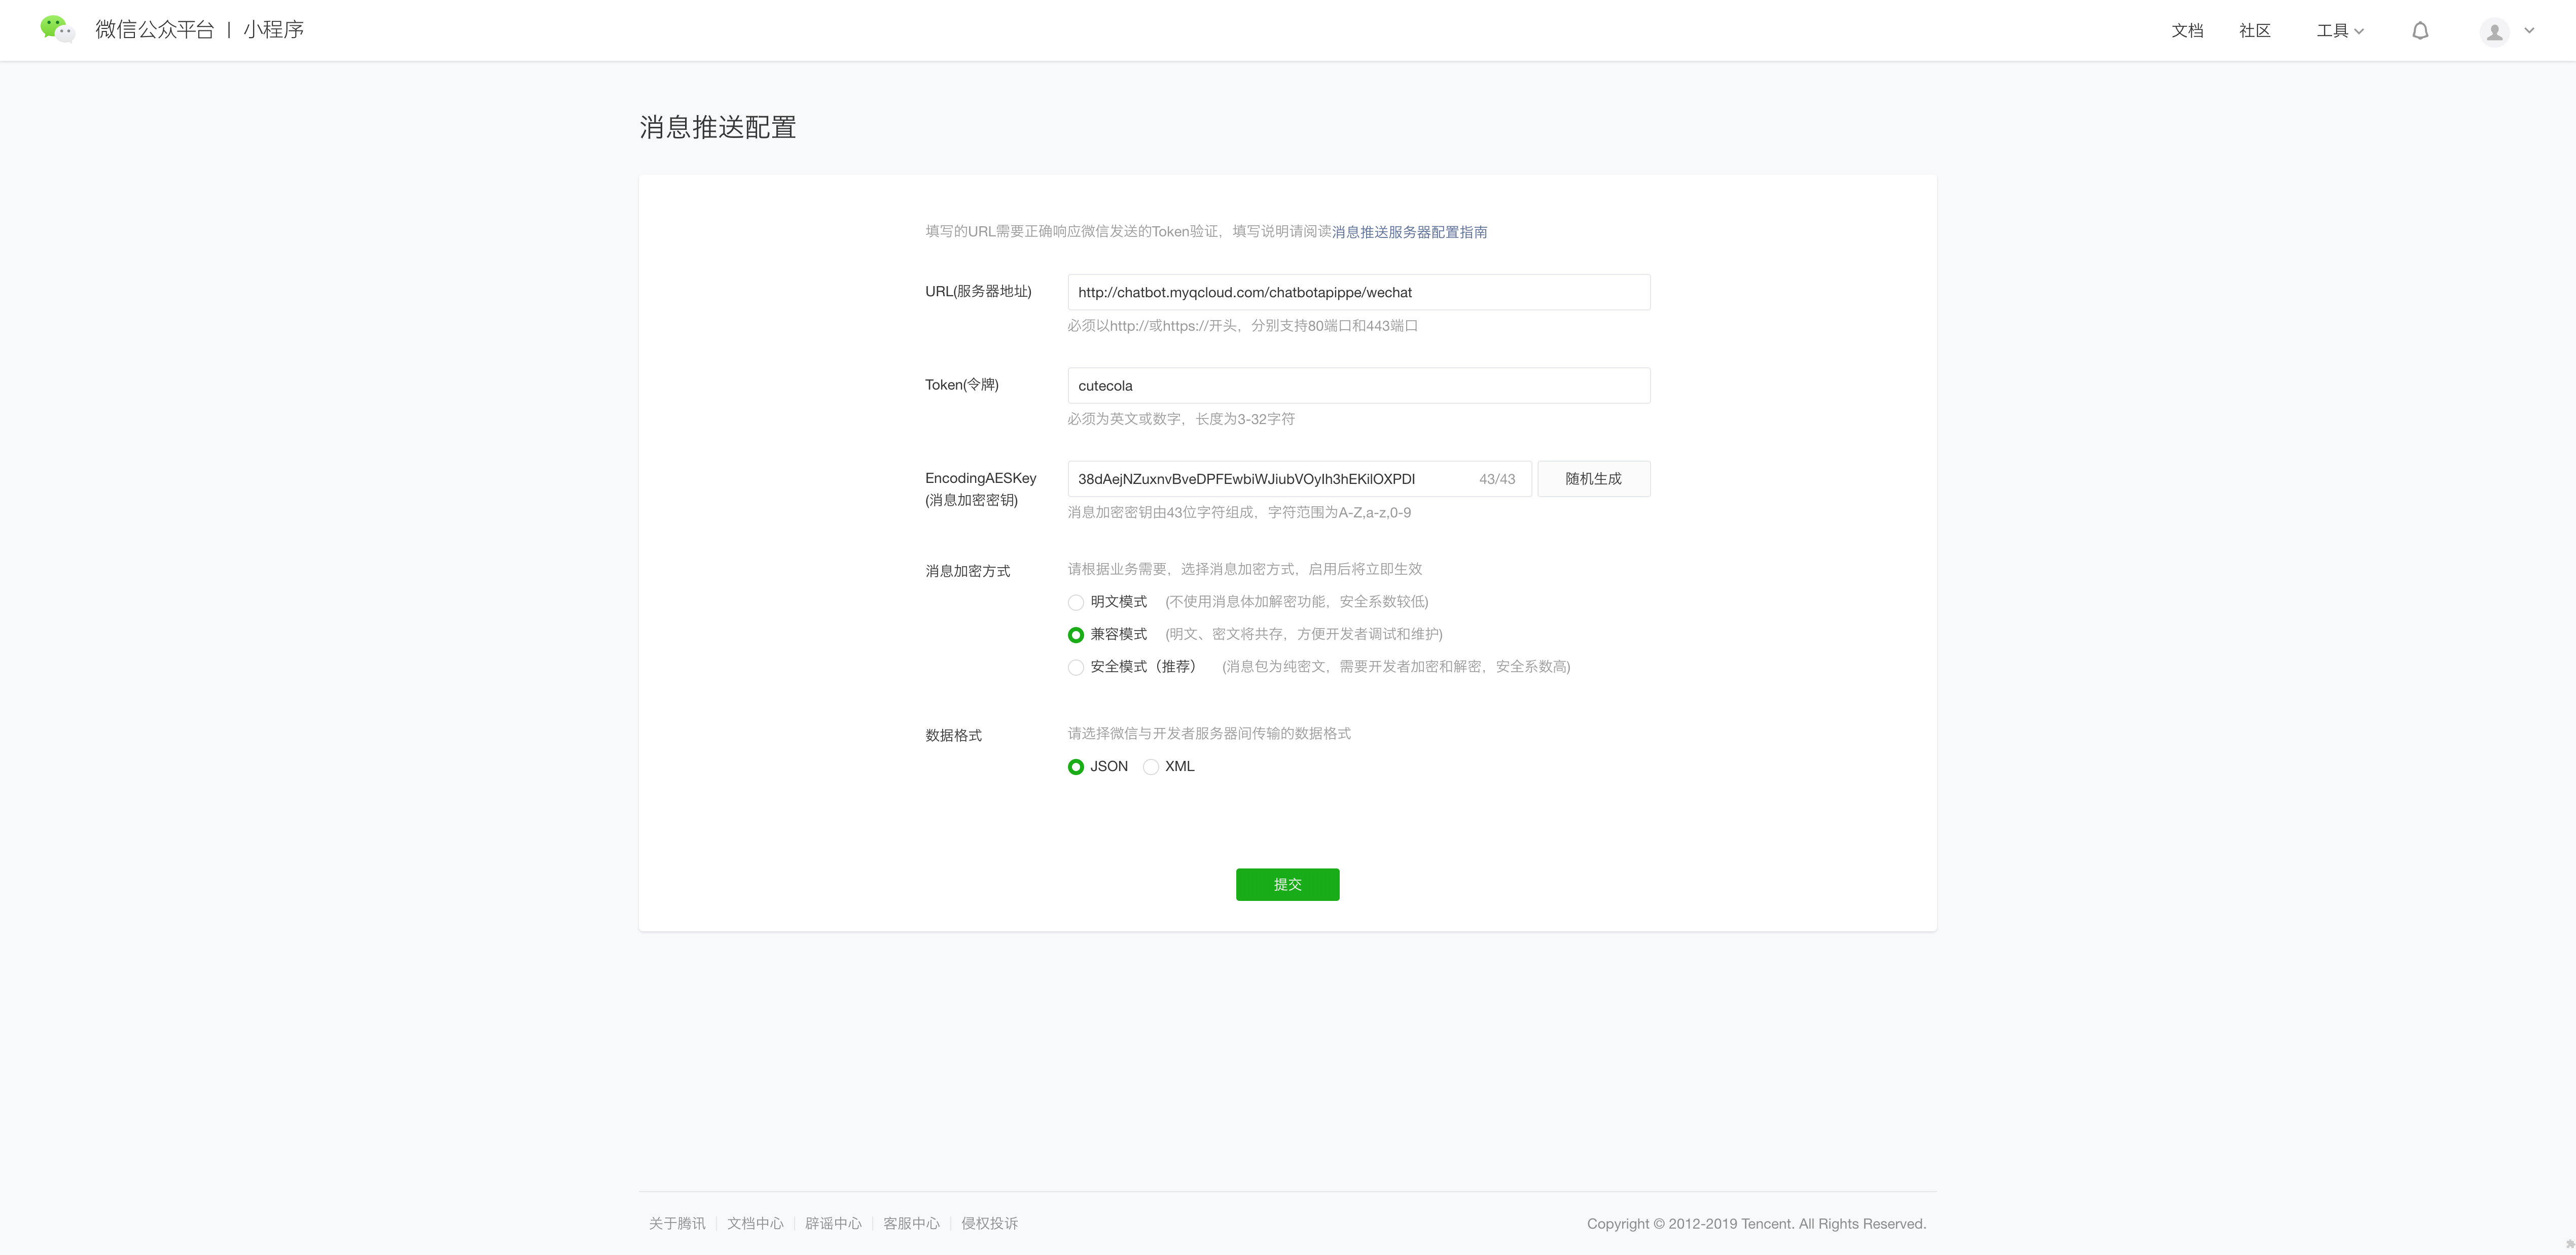 微信公众平台 | 小程序
文档 社区 工具
消息推送配置
填写的URL需要正确响应微信发送的Token验证，填写说明请阅读消息推送服务器配置指南
URL(服务器地址) http://chatbot.myqcloud.com/chatbotapippe/wechat
必须以http://或https://开头，分别支持80端口和443端口
Token(令牌) cutecola
必须为英文或数字，长度为3-32字符
EncodingAESKey 38dAejNZuxnvBveDPFEwbiWJiubVOyIh3hEKilOXPDI 43/43 随机生成
(消息加密密钥)
消息加密密钥由43位字符组成，字符范围为A-Z,a-z,0-9
消息加密方式 请根据业务需要，选择消息加密方式，启用后将立即生效
明文模式 (不使用消息体加解密功能，安全系数较低)
兼容模式 (明文、密文将共存，方便开发者调试和维护)
安全模式（推荐） (消息包为纯密文，需要开发者加密和解密，安全系数高)
数据格式 请选择微信与开发者服务器间传输的数据格式
JSON XML
提交
关于腾讯 文档中心 辟谣中心 客服中心 侵权投诉 Copyright © 2012-2019 Tencent. All Rights Reserved.